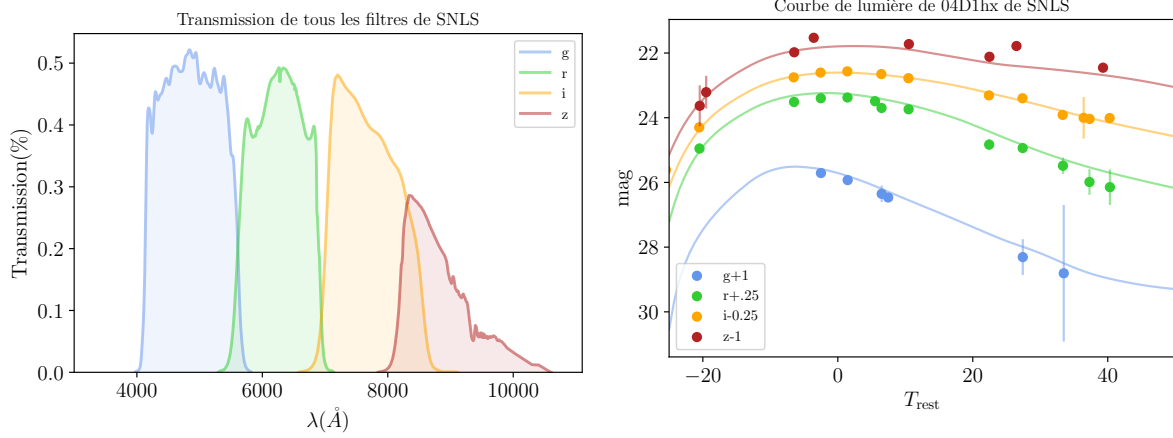 Transmission de tous les filtres de SNLS
Transmission(%)
0.5
0.4
0.3
0.2
0.1
0.0
4000
6000
8000
10000
λ(Å)
g
r
i
z
Courbe de lumière de 04D1hx de SNLS
mag
22
24
26
28
30
−20
0
20
40
T_rest
g+1
r+.25
i-0.25
z-1